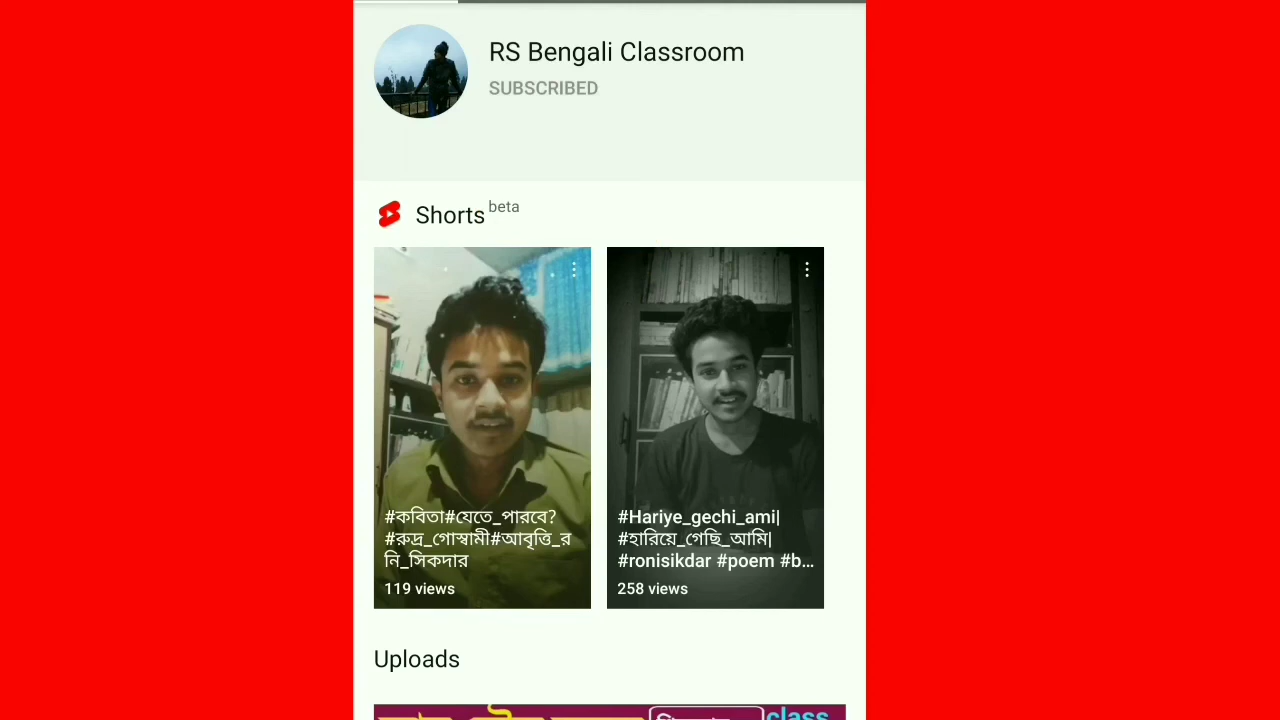 RS Bengali Classroom
SUBSCRIBED
Shorts beta
#কবিতা#যেতে_পারবে?
#রুদ্র_গোস্বামী#আবৃত্তি_র
নি_সিকদার
119 views
#Hariye_gechi_ami|
#হারিয়ে_গেছি_আমি|
#ronisikdar #poem #b...
258 views
Uploads
class